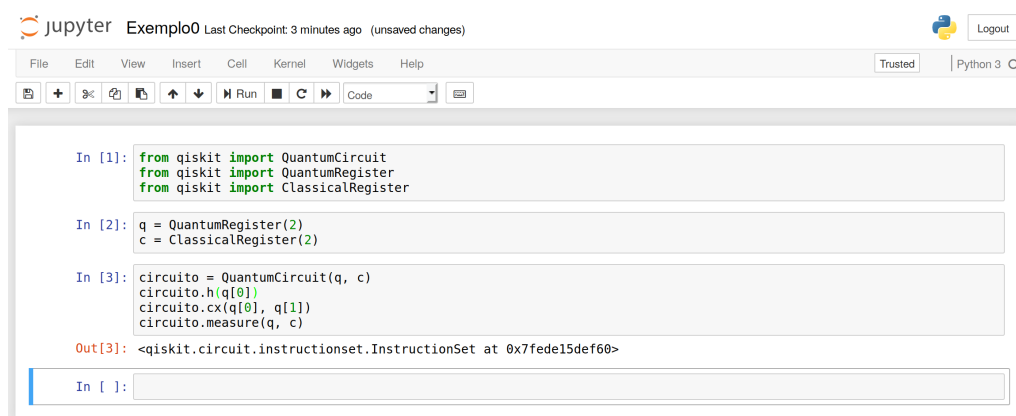 jupyter Exemplo0 Last Checkpoint: 3 minutes ago (unsaved changes) Logout
File Edit View Insert Cell Kernel Widgets Help Trusted Python 3
Run Code
In [1]: from qiskit import QuantumCircuit
from qiskit import QuantumRegister
from qiskit import ClassicalRegister
In [2]: q = QuantumRegister(2)
c = ClassicalRegister(2)
In [3]: circuito = QuantumCircuit(q, c)
circuito.h(q[0])
circuito.cx(q[0], q[1])
circuito.measure(q, c)
Out[3]: <qiskit.circuit.instructionset.InstructionSet at 0x7fede15def60>
In [ ]: